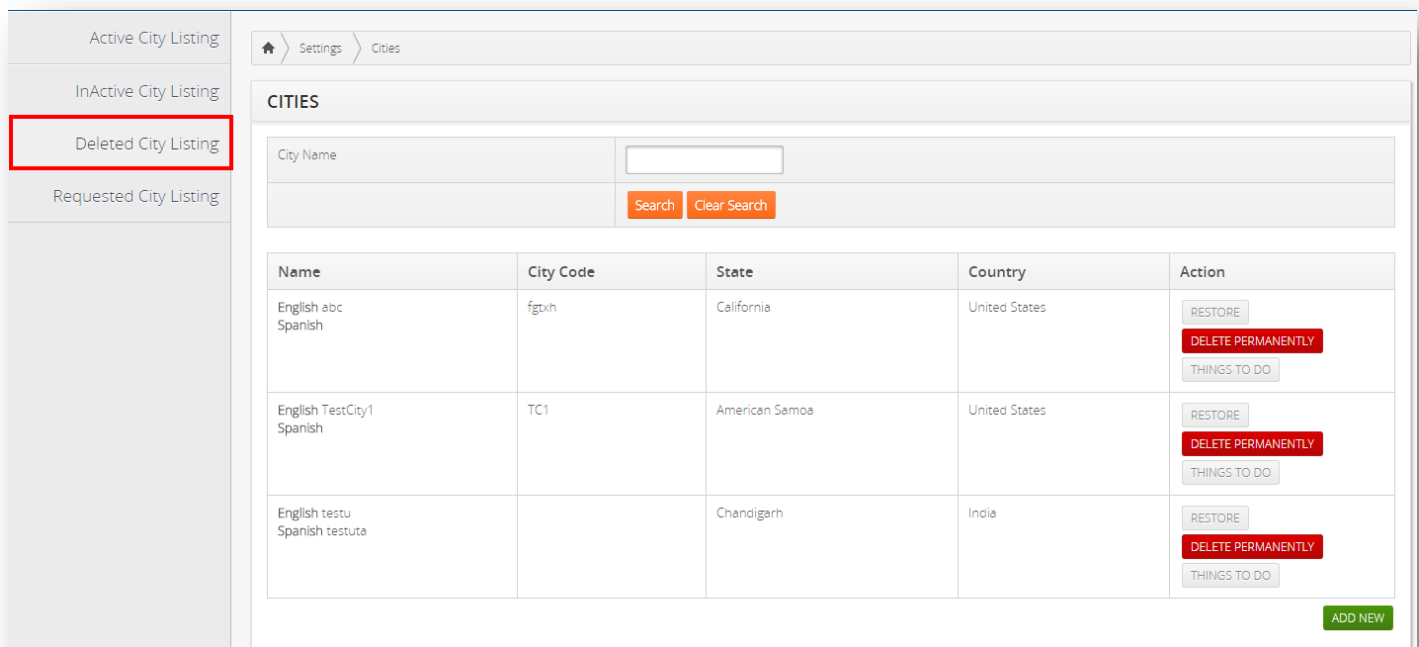 Active City Listing
InActive City Listing
Deleted City Listing
Requested City Listing
Settings Cities
CITIES
City Name
Search Clear Search
Name City Code State Country Action
English abc fgtxh California United States RESTORE
Spanish
DELETE PERMANENTLY
THINGS TO DO
English TestCity1 TC1 American Samoa United States RESTORE
Spanish
DELETE PERMANENTLY
THINGS TO DO
English testu Chandigarh India RESTORE
Spanish testuta
DELETE PERMANENTLY
THINGS TO DO
ADD NEW